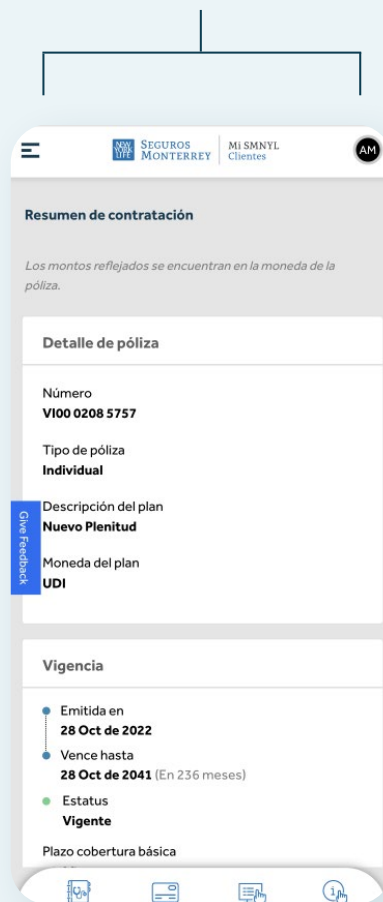 NEW
YORK
LIFE
SEGUROS
MONTERREY
Mi SMNYL
Clientes
AM
Resumen de contratación
Los montos reflejados se encuentran en la moneda de la
póliza.
Detalle de póliza
Número
VI00 0208 5757
Tipo de póliza
Individual
Descripción del plan
Nuevo Plenitud
Moneda del plan
UDI
Give Feedback
Vigencia
Emitida en
28 Oct de 2022
Vence hasta
28 Oct de 2041 (En 236 meses)
Estatus
Vigente
Plazo cobertura básica